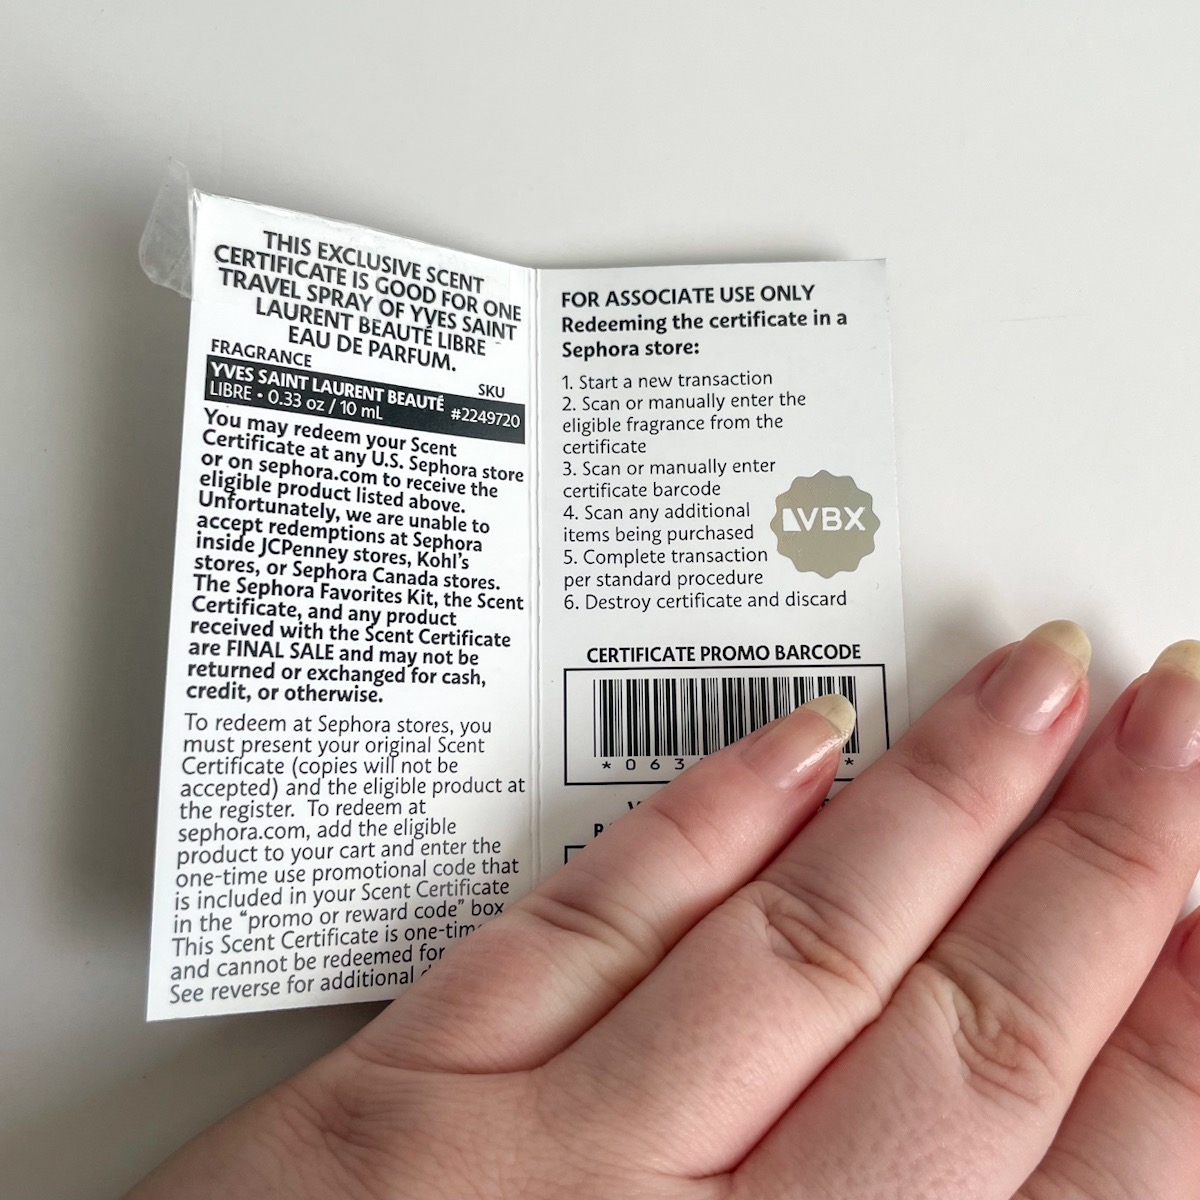 THIS EXCLUSIVE SCENT
CERTIFICATE IS GOOD FOR ONE
TRAVEL SPRAY OF YVES SAINT
LAURENT BEAUTÉ LIBRE
EAU DE PARFUM.
FRAGRANCE SKU
YVES SAINT LAURENT BEAUTÉ
LIBRE • 0.33 oz / 10 mL #2249720
You may redeem your Scent
Certificate at any U.S. Sephora store
or on sephora.com to receive the
eligible product listed above.
Unfortunately, we are unable to
accept redemptions at Sephora
inside JCPenney stores, Kohl's
stores, or Sephora Canada stores.
The Sephora Favorites Kit, the Scent
Certificate, and any product
received with the Scent Certificate
are FINAL SALE and may not be
returned or exchanged for cash,
credit, or otherwise.
To redeem at Sephora stores, you
must present your original Scent
Certificate (copies will not be
accepted) and the eligible product at
the register. To redeem at
sephora.com, add the eligible
product to your cart and enter the
one-time use promotional code that
is included in your Scent Certificate
in the "promo or reward code" box
This Scent Certificate is one-time
and cannot be redeemed for
See reverse for additional
FOR ASSOCIATE USE ONLY
Redeeming the certificate in a
Sephora store:
1. Start a new transaction
2. Scan or manually enter the
eligible fragrance from the
certificate
3. Scan or manually enter
certificate barcode
4. Scan any additional
items being purchased
5. Complete transaction
per standard procedure
6. Destroy certificate and discard
VBX
CERTIFICATE PROMO BARCODE
* 0 6 3 *